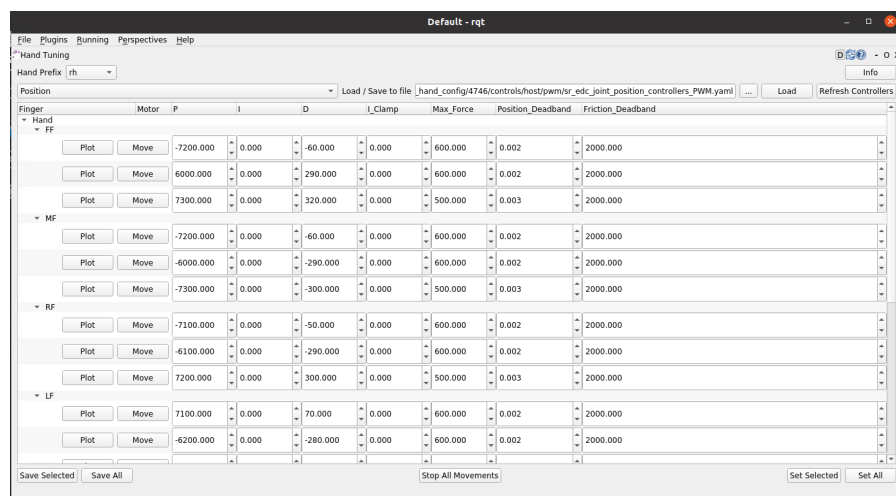 Default - rqt
File Plugins Running Perspectives Help
Hand Tuning D - O
Hand Prefix rh Info
Position Load / Save to file _hand_config/4746/controls/host/pwm/sr_edc_joint_position_controllers_PWM.yaml ... Load Refresh Controllers
Finger Motor P I D I_Clamp Max_Force Position_Deadband Friction_Deadband
Hand
FF
Plot Move -7200.000 0.000 -60.000 0.000 600.000 0.002 2000.000
Plot Move 6000.000 0.000 290.000 0.000 600.000 0.002 2000.000
Plot Move 7300.000 0.000 320.000 0.000 500.000 0.003 2000.000
MF
Plot Move -7200.000 0.000 -60.000 0.000 600.000 0.002 2000.000
Plot Move -6000.000 0.000 -290.000 0.000 600.000 0.002 2000.000
Plot Move -7300.000 0.000 -300.000 0.000 500.000 0.003 2000.000
RF
Plot Move -7100.000 0.000 -50.000 0.000 600.000 0.002 2000.000
Plot Move -6100.000 0.000 -290.000 0.000 600.000 0.002 2000.000
Plot Move 7200.000 0.000 300.000 0.000 500.000 0.003 2000.000
LF
Plot Move 7100.000 0.000 70.000 0.000 600.000 0.002 2000.000
Plot Move -6200.000 0.000 -280.000 0.000 600.000 0.002 2000.000
Save Selected Save All Stop All Movements Set Selected Set All